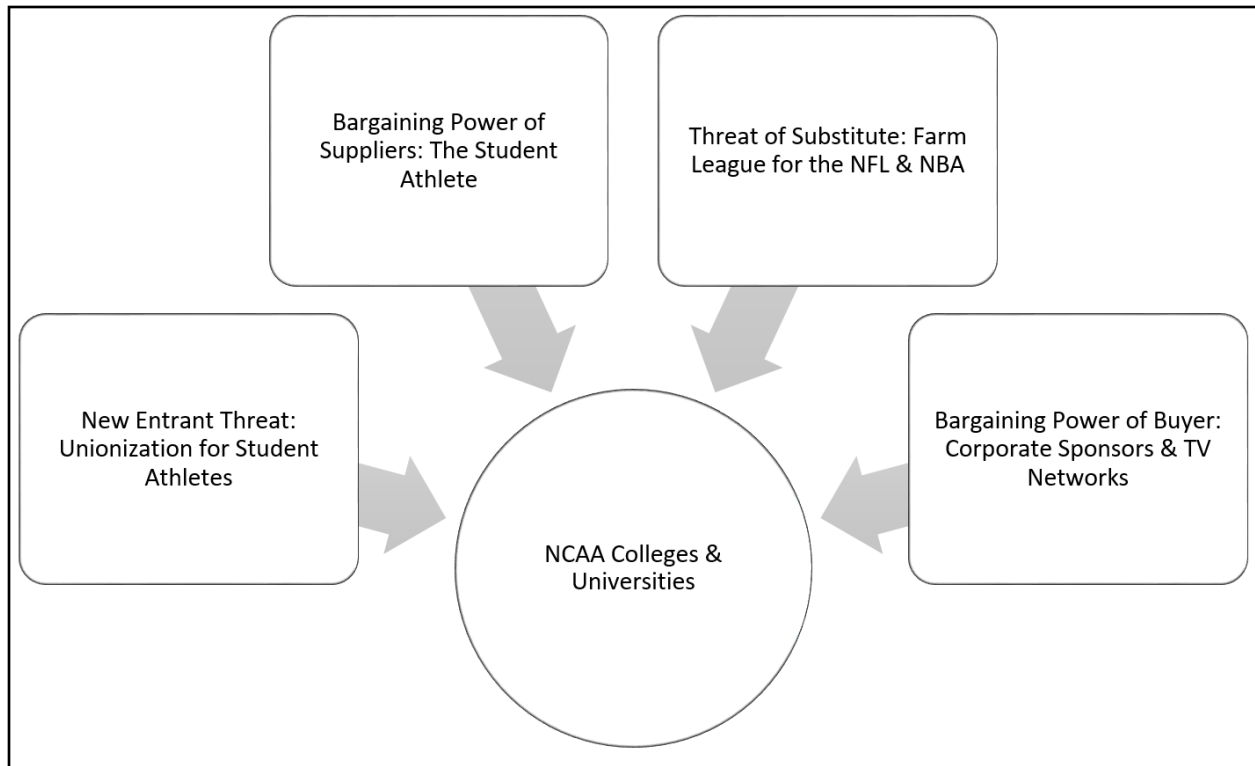 Bargaining Power of
Suppliers: The Student
Athlete
Threat of Substitute: Farm
League for the NFL & NBA
New Entrant Threat:
Unionization for Student
Athletes
Bargaining Power of Buyer:
Corporate Sponsors & TV
Networks
NCAA Colleges &
Universities